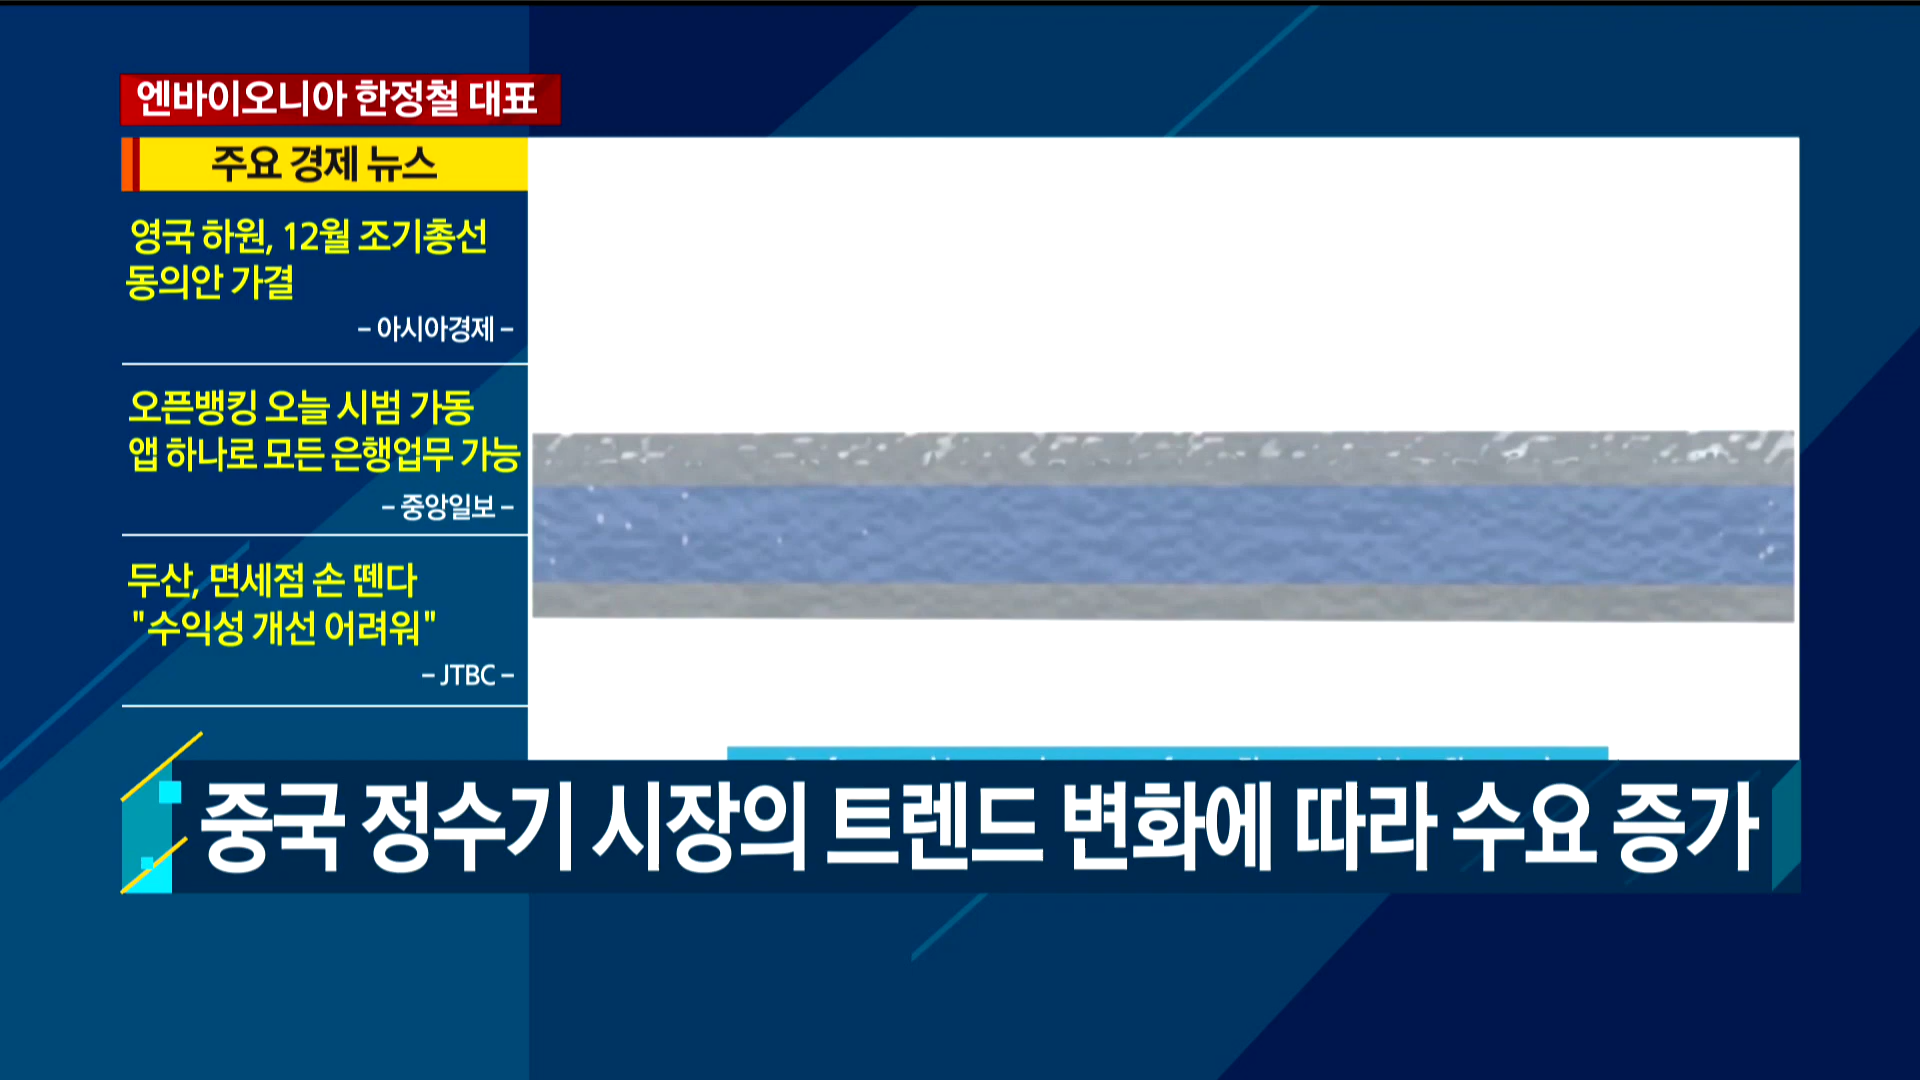 엔바이오니아 한정철 대표
주요 경제 뉴스
영국 하원, 12월 조기총선
동의안 가결
– 아시아경제 –
오픈뱅킹 오늘 시범 가동
앱 하나로 모든 은행업무 가능
– 중앙일보 –
두산, 면세점 손 뗀다
"수익성 개선 어려워"
– JTBC –
중국 정수기 시장의 트렌드 변화에 따라 수요 증가